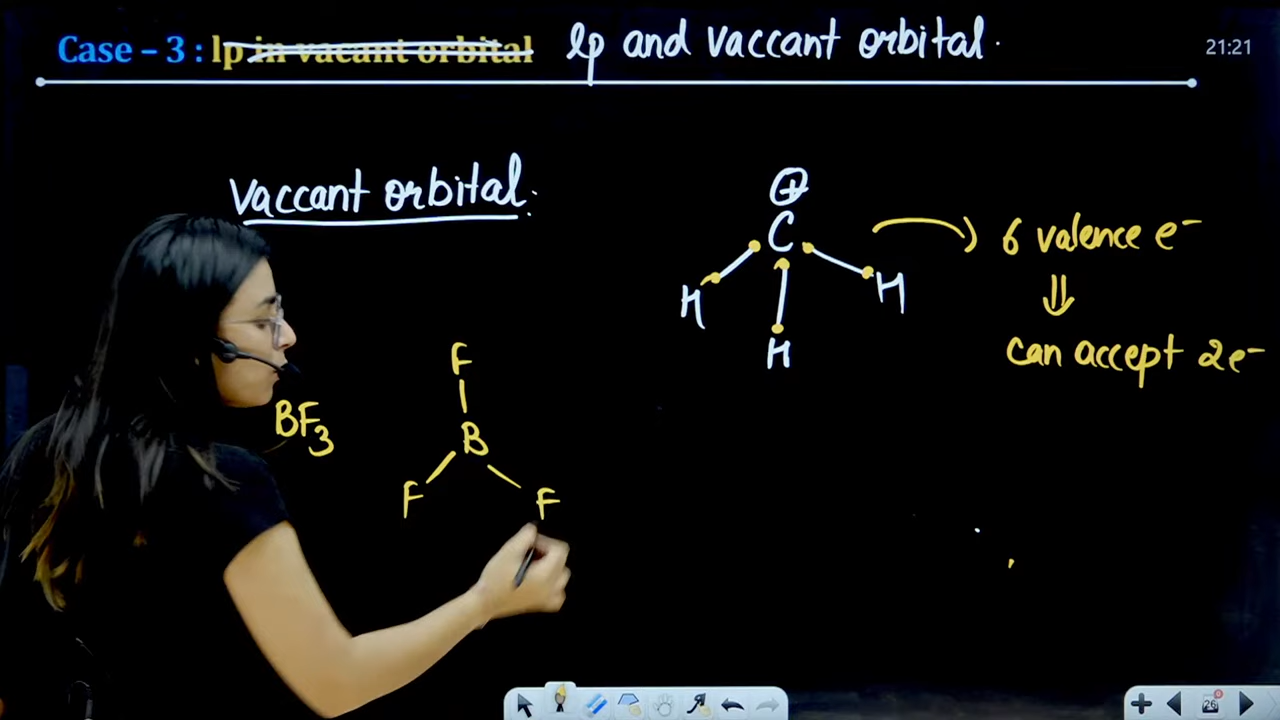 Case – 3 : lp in vacant orbital lp and vaccant orbital.
21:21
vaccant orbital:
⊕
C
H H
H
6 valence e⁻
⇓
can accept 2e⁻
BF₃
F
B
F F
26